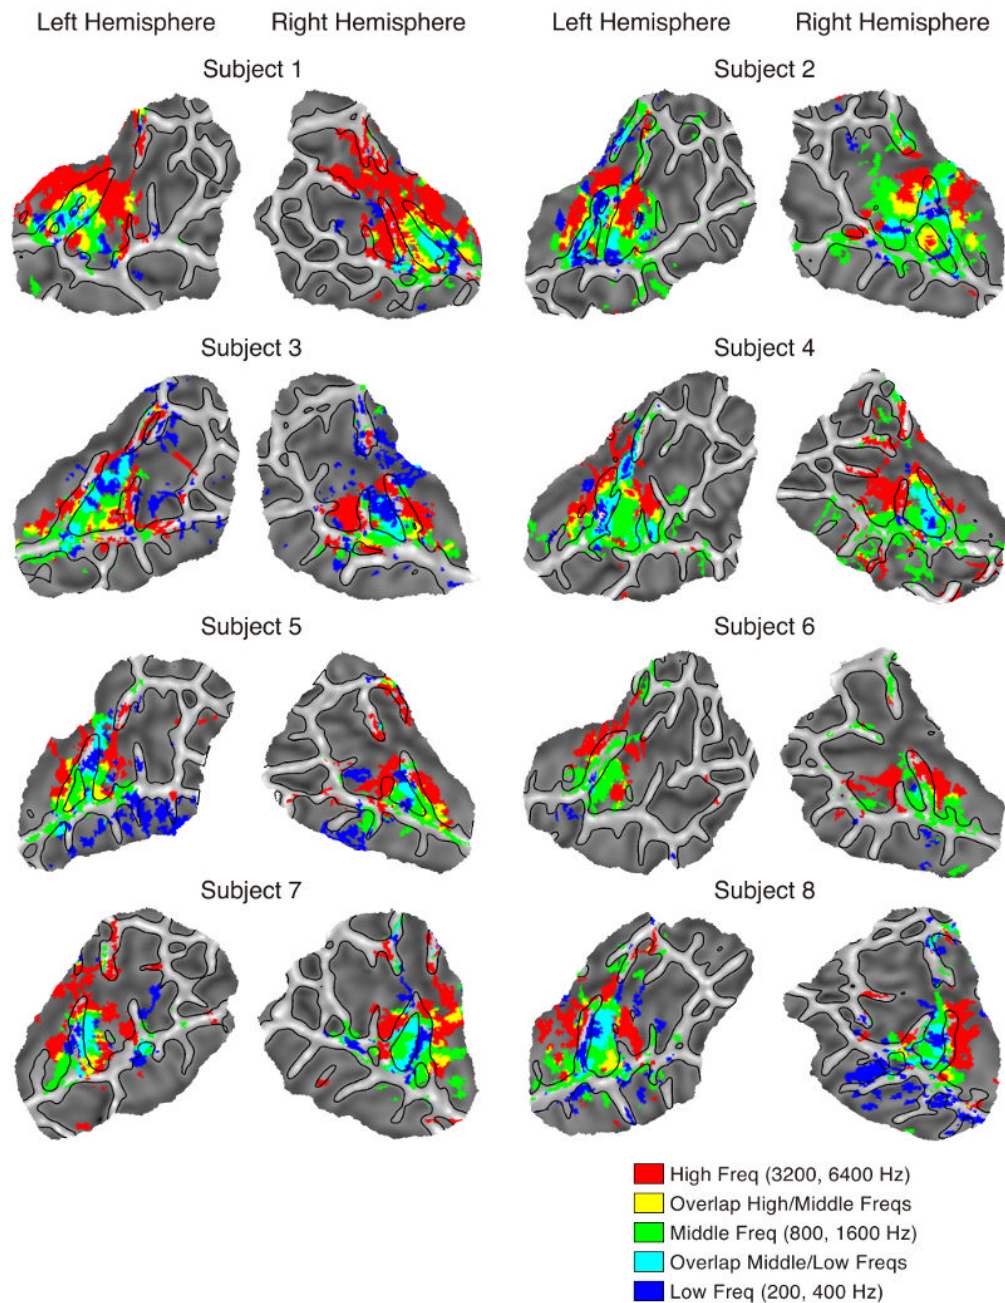 Left Hemisphere Right Hemisphere Left Hemisphere Right Hemisphere
Subject 1 Subject 2
Subject 3 Subject 4
Subject 5 Subject 6
Subject 7 Subject 8
High Freq (3200, 6400 Hz)
Overlap High/Middle Freqs
Middle Freq (800, 1600 Hz)
Overlap Middle/Low Freqs
Low Freq (200, 400 Hz)